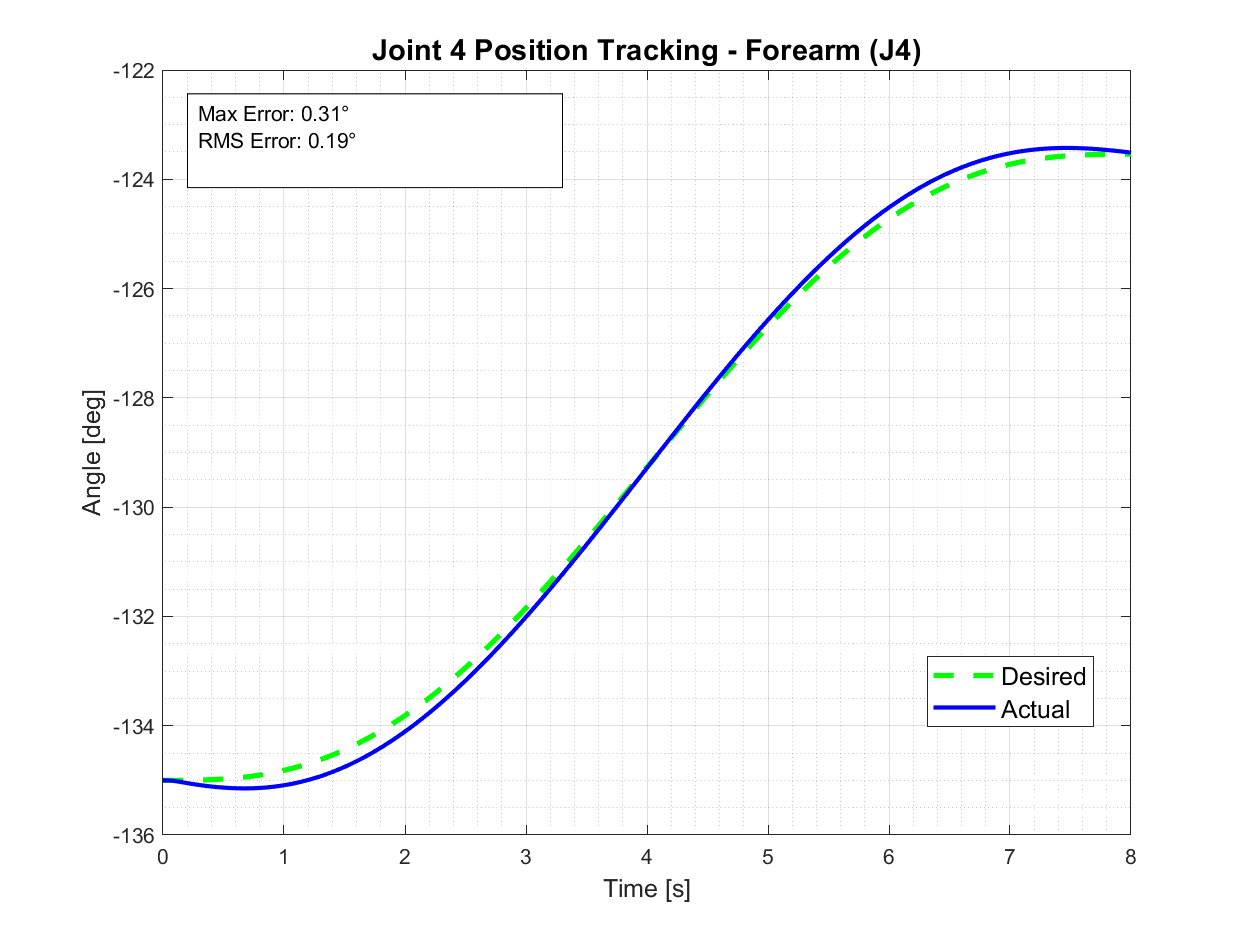 Joint 4 Position Tracking - Forearm (J4)
Max Error: 0.31°
RMS Error: 0.19°
-122
-124
-126
-128
-130
-132
-134
-136
Angle [deg]
Desired
Actual
0 1 2 3 4 5 6 7 8
Time [s]